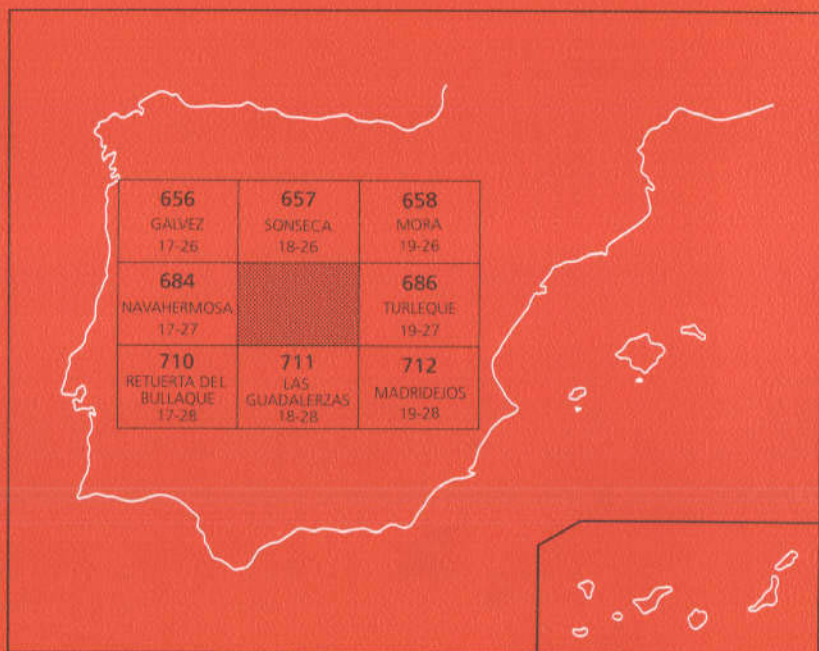 656
GALVEZ
17-26
657
SONSECA
18-26
658
MORA
19-26
684
NAVAHERMOSA
17-27
686
TURLEQUE
19-27
710
RETUERTA DEL
BULLAQUE
17-28
711
LAS
GUADALERZAS
18-28
712
MADRIDEJOS
19-28